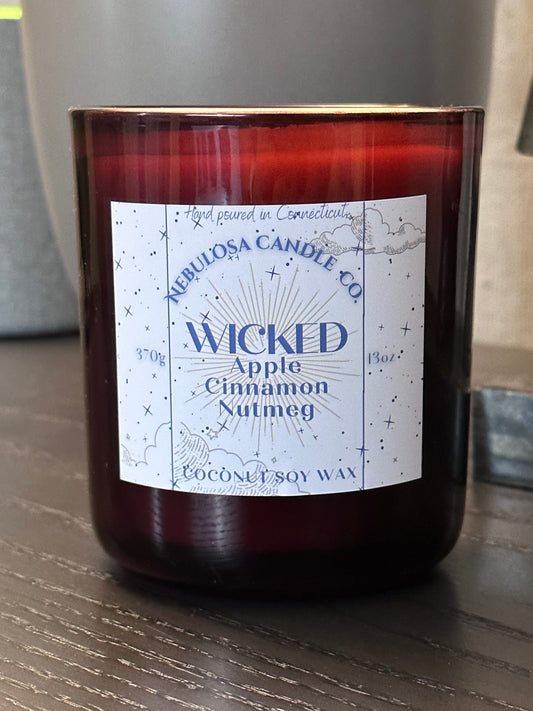 Hand poured in Connecticut
NEBULOSA CANDLE CO.
WICKED
370g
13oz
Apple
Cinnamon
Nutmeg
COCONUT SOY WAX